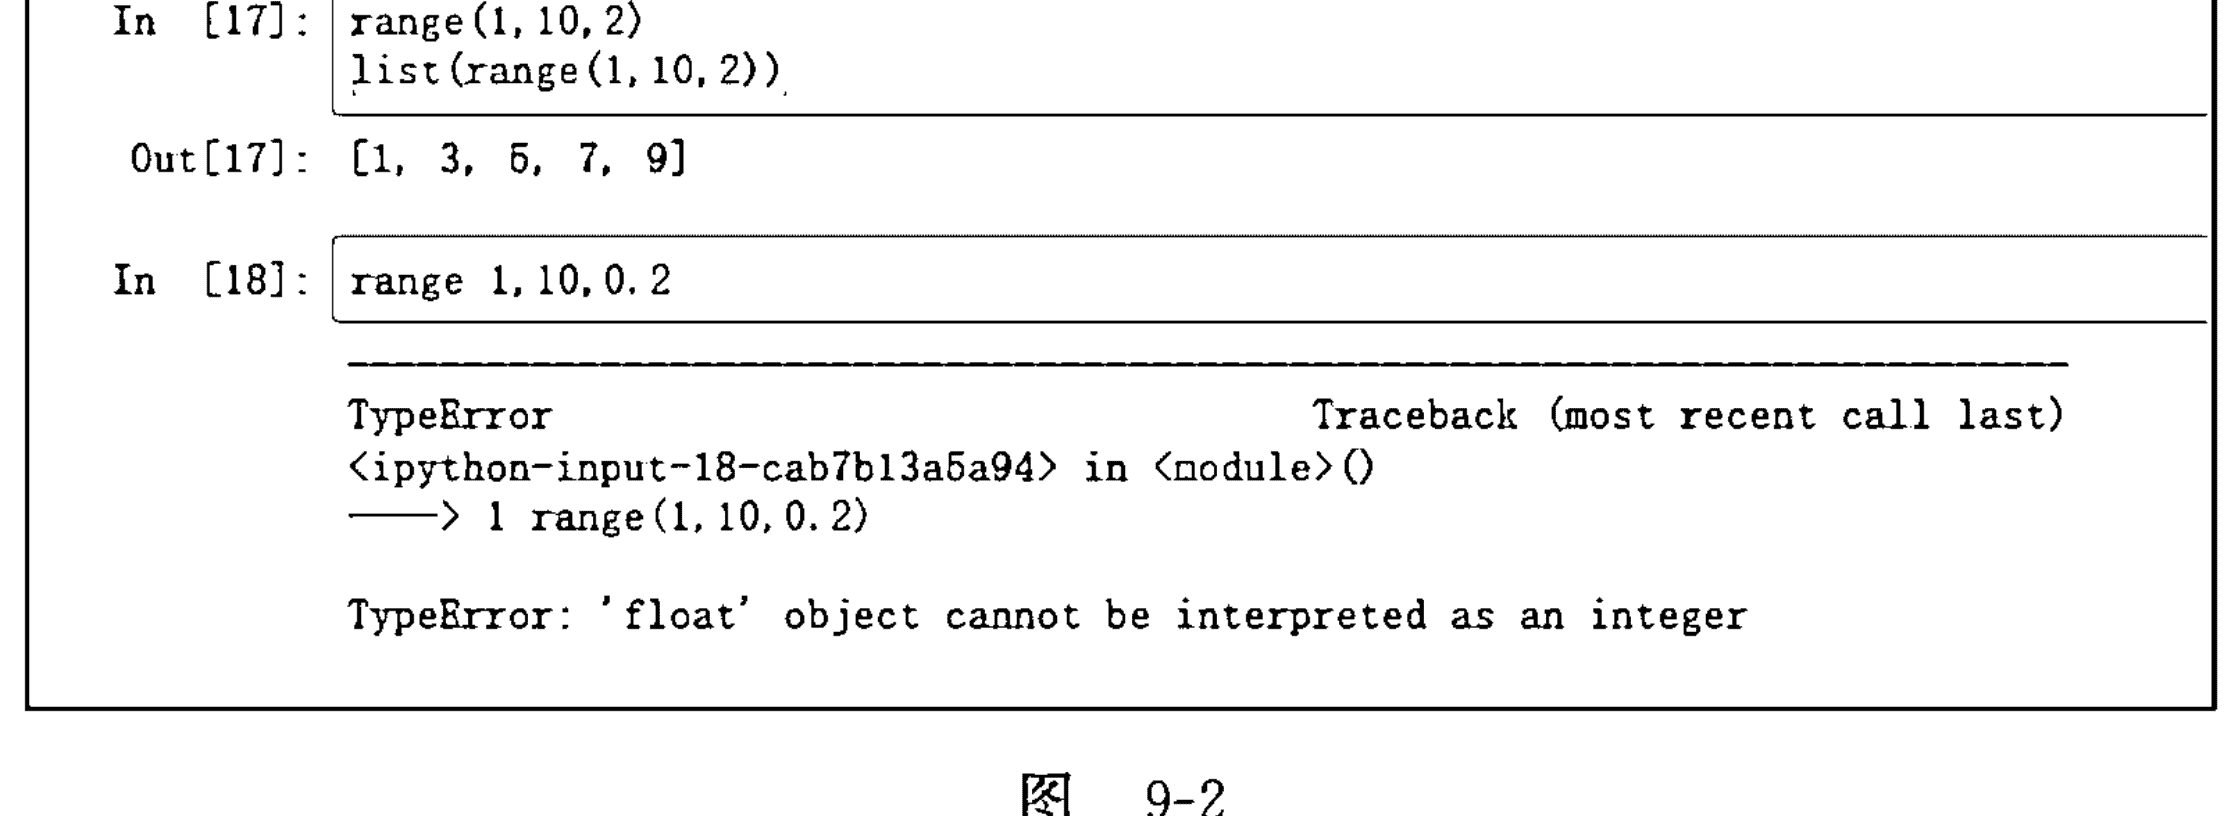 In [17]: range(1, 10, 2)
list(range(1, 10, 2))
Out[17]: [1, 3, 5, 7, 9]
In [18]: range 1, 10, 0.2
TypeError Traceback (most recent call last)
<ipython-input-18-cab7b13a5a94> in <module>()
----> 1 range(1, 10, 0.2)
TypeError: 'float' object cannot be interpreted as an integer
图 9-2